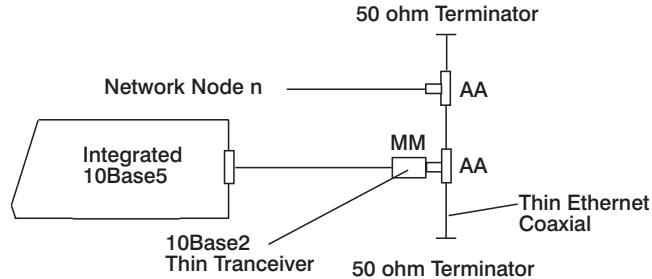 50 ohm Terminator
Network Node n
AA
MM
Integrated
10Base5
AA
Thin Ethernet
Coaxial
10Base2
Thin Tranceiver
50 ohm Terminator